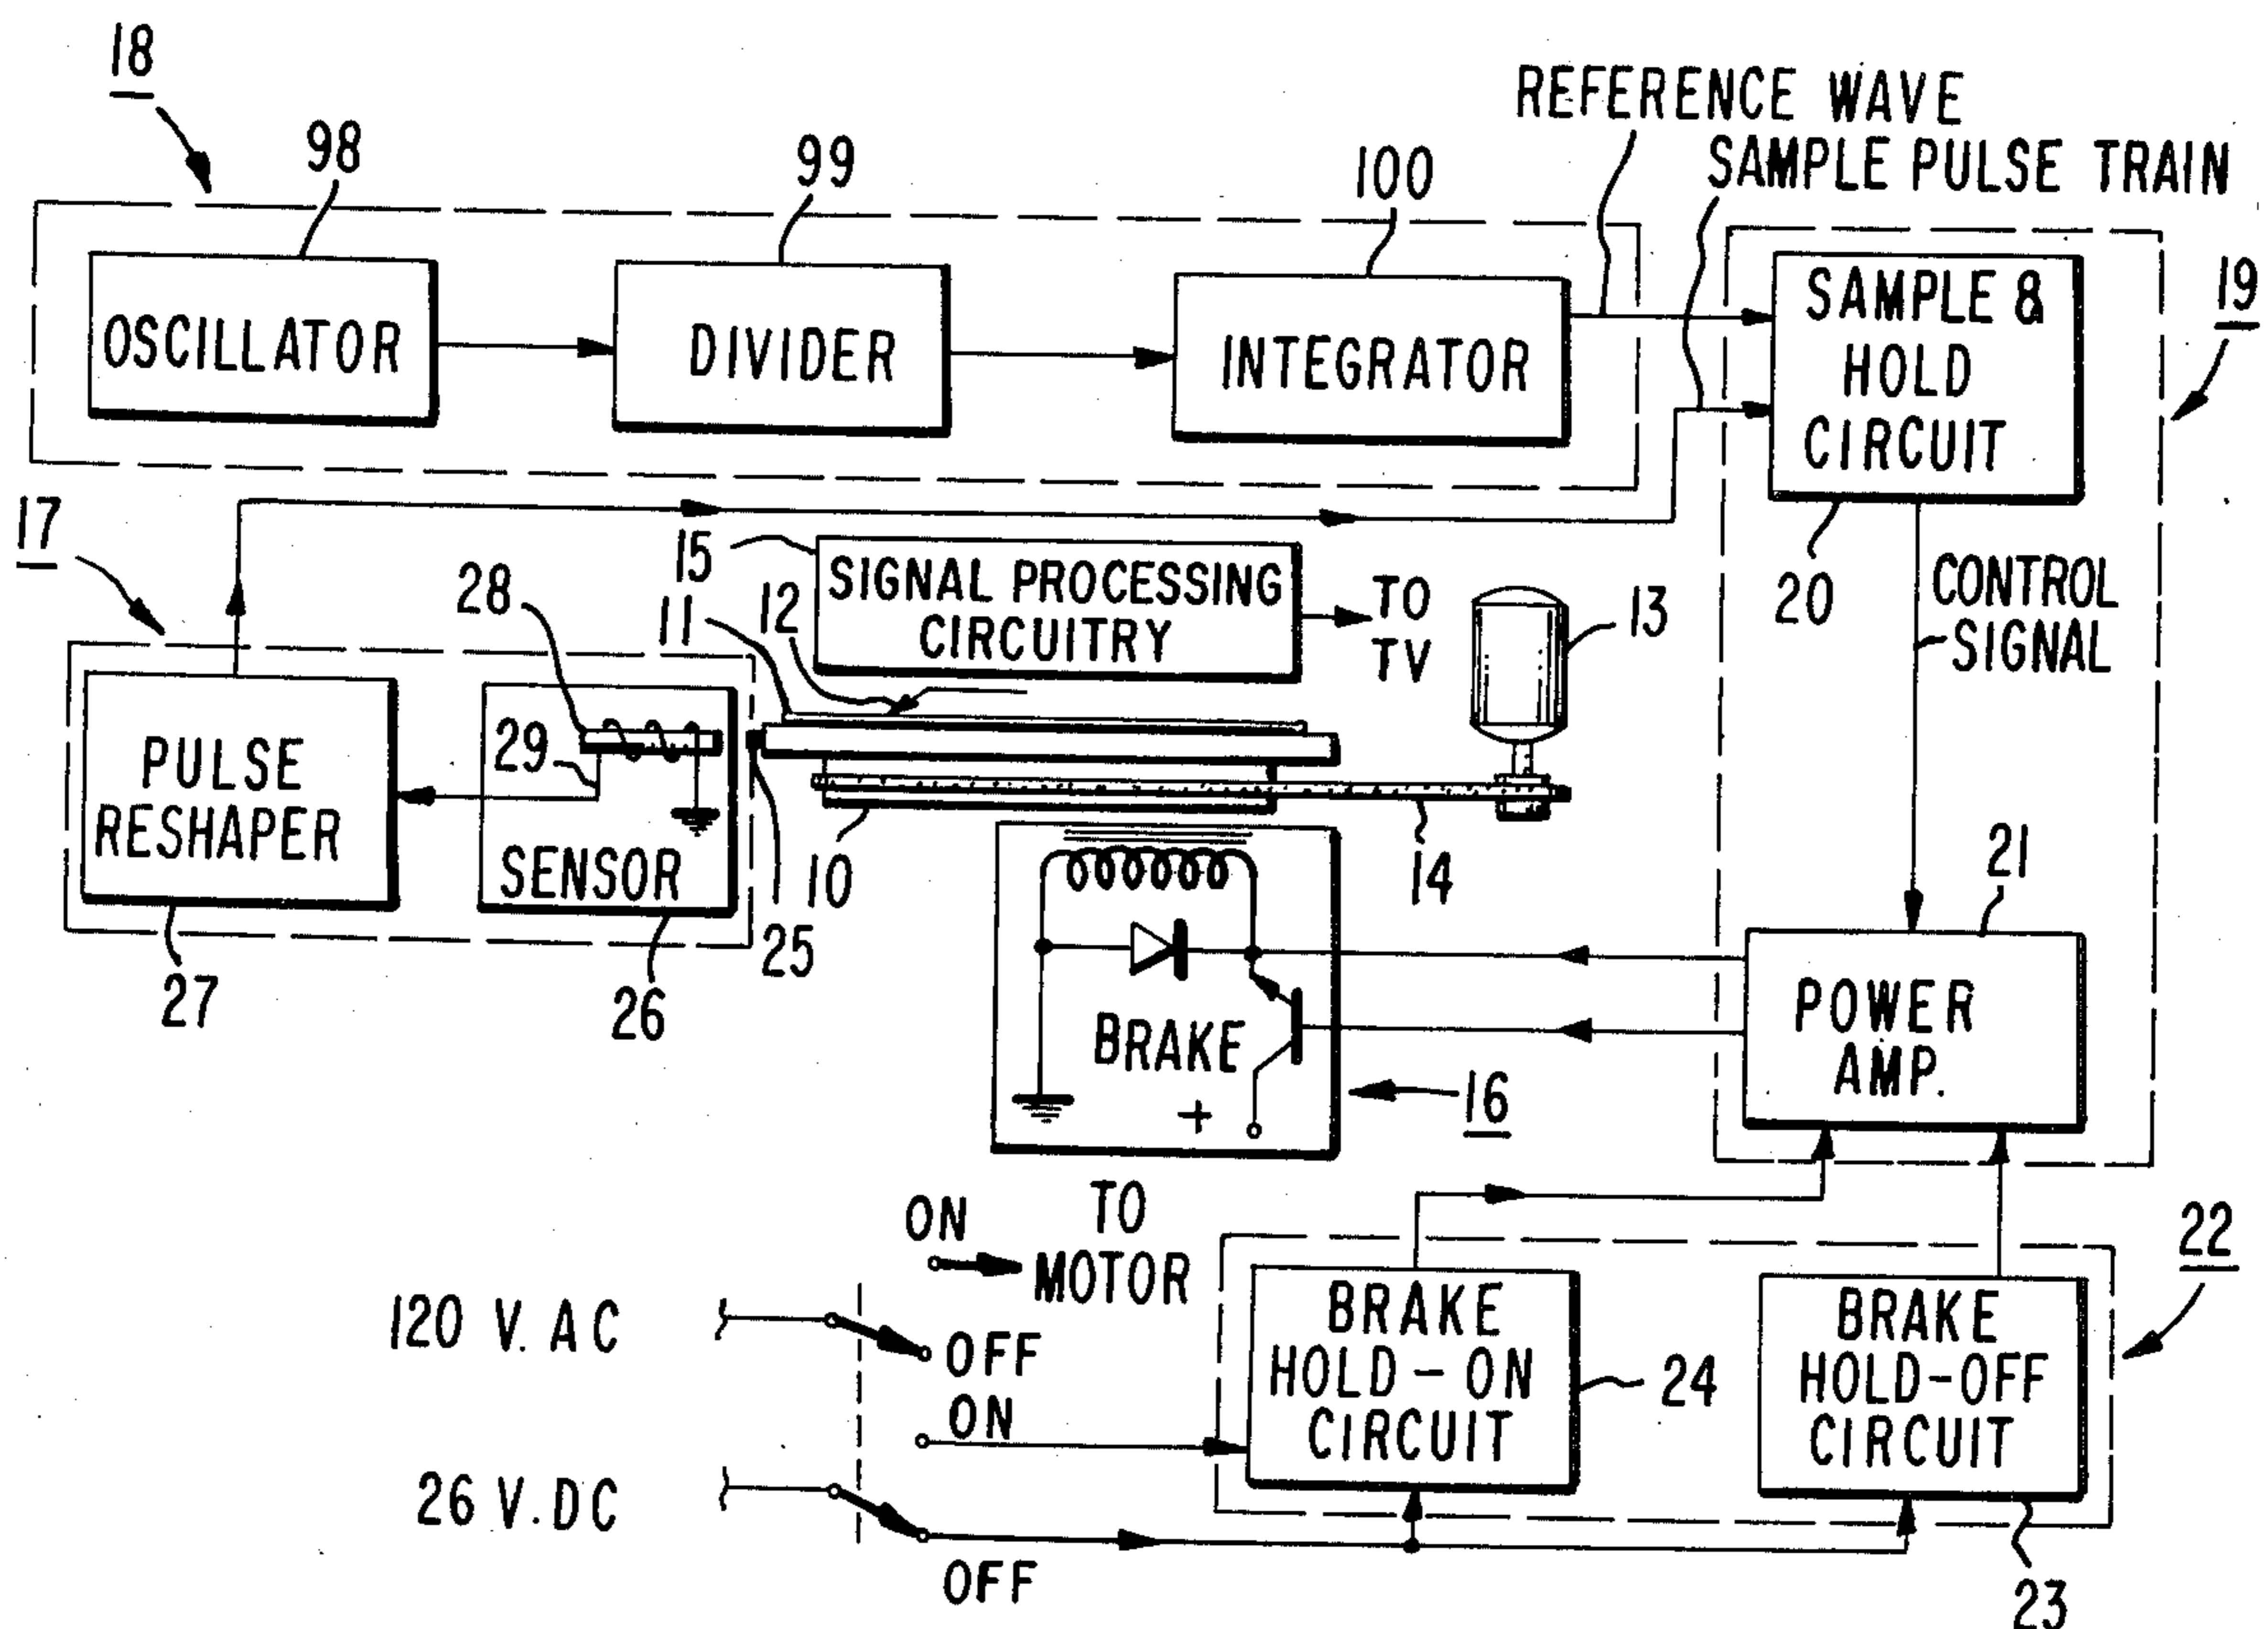 18
98
99
100
REFERENCE WAVE
SAMPLE PULSE TRAIN
OSCILLATOR
DIVIDER
INTEGRATOR
SAMPLE &
HOLD
CIRCUIT
19
17
28
15
11
12
SIGNAL PROCESSING
CIRCUITRY
TO
TV
13
20
CONTROL
SIGNAL
29
PULSE
RESHAPER
SENSOR
27
26
25
10
14
21
BRAKE
+
16
POWER
AMP.
22
ON
TO
MOTOR
120 V. AC
OFF
ON
26 V. DC
OFF
BRAKE
HOLD-ON
CIRCUIT
24
BRAKE
HOLD-OFF
CIRCUIT
23